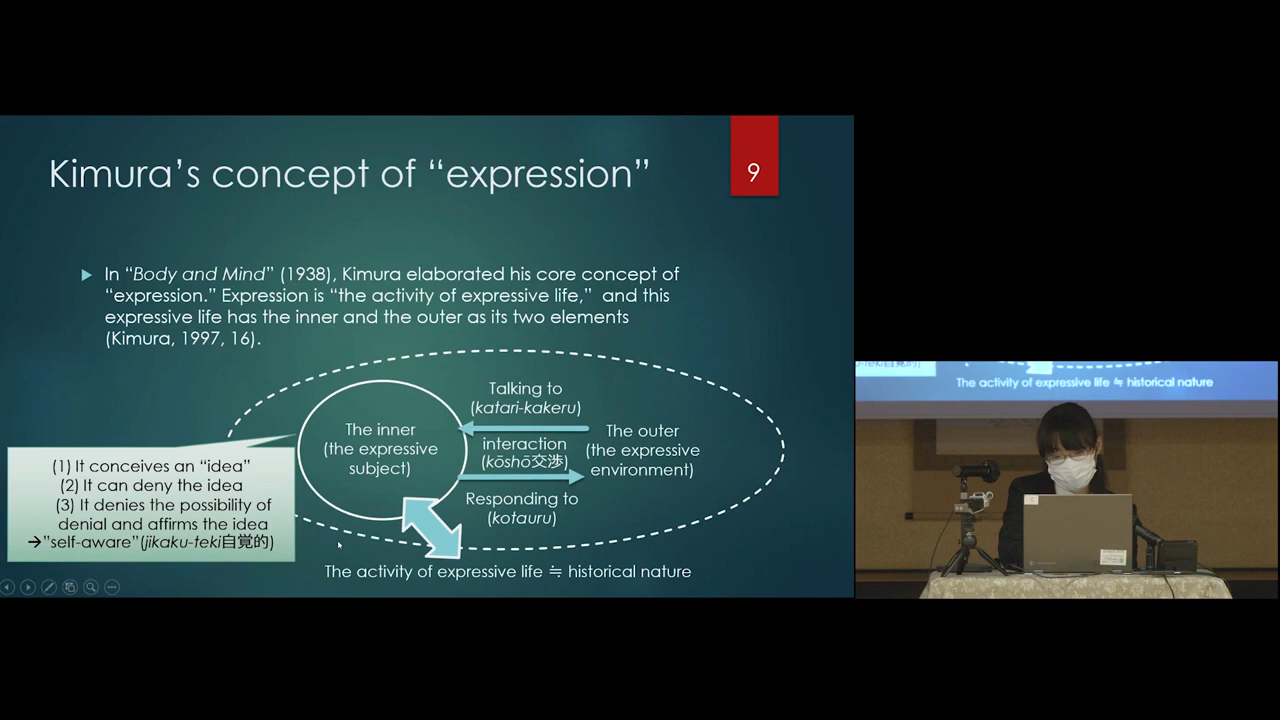 Kimura's concept of “expression”
9
In “Body and Mind” (1938), Kimura elaborated his core concept of
“expression.” Expression is “the activity of expressive life,” and this
expressive life has the inner and the outer as its two elements
(Kimura, 1997, 16).
Talking to
(katari-kakeru)
The inner
(the expressive
subject)
interaction
(kōshō交渉)
The outer
(the expressive
environment)
Responding to
(kotauru)
(1) It conceives an “idea”
(2) It can deny the idea
(3) It denies the possibility of
denial and affirms the idea
→”self-aware”(jikaku-teki自覚的)
The activity of expressive life ≒ historical nature
The activity of expressive life ≒ historical nature